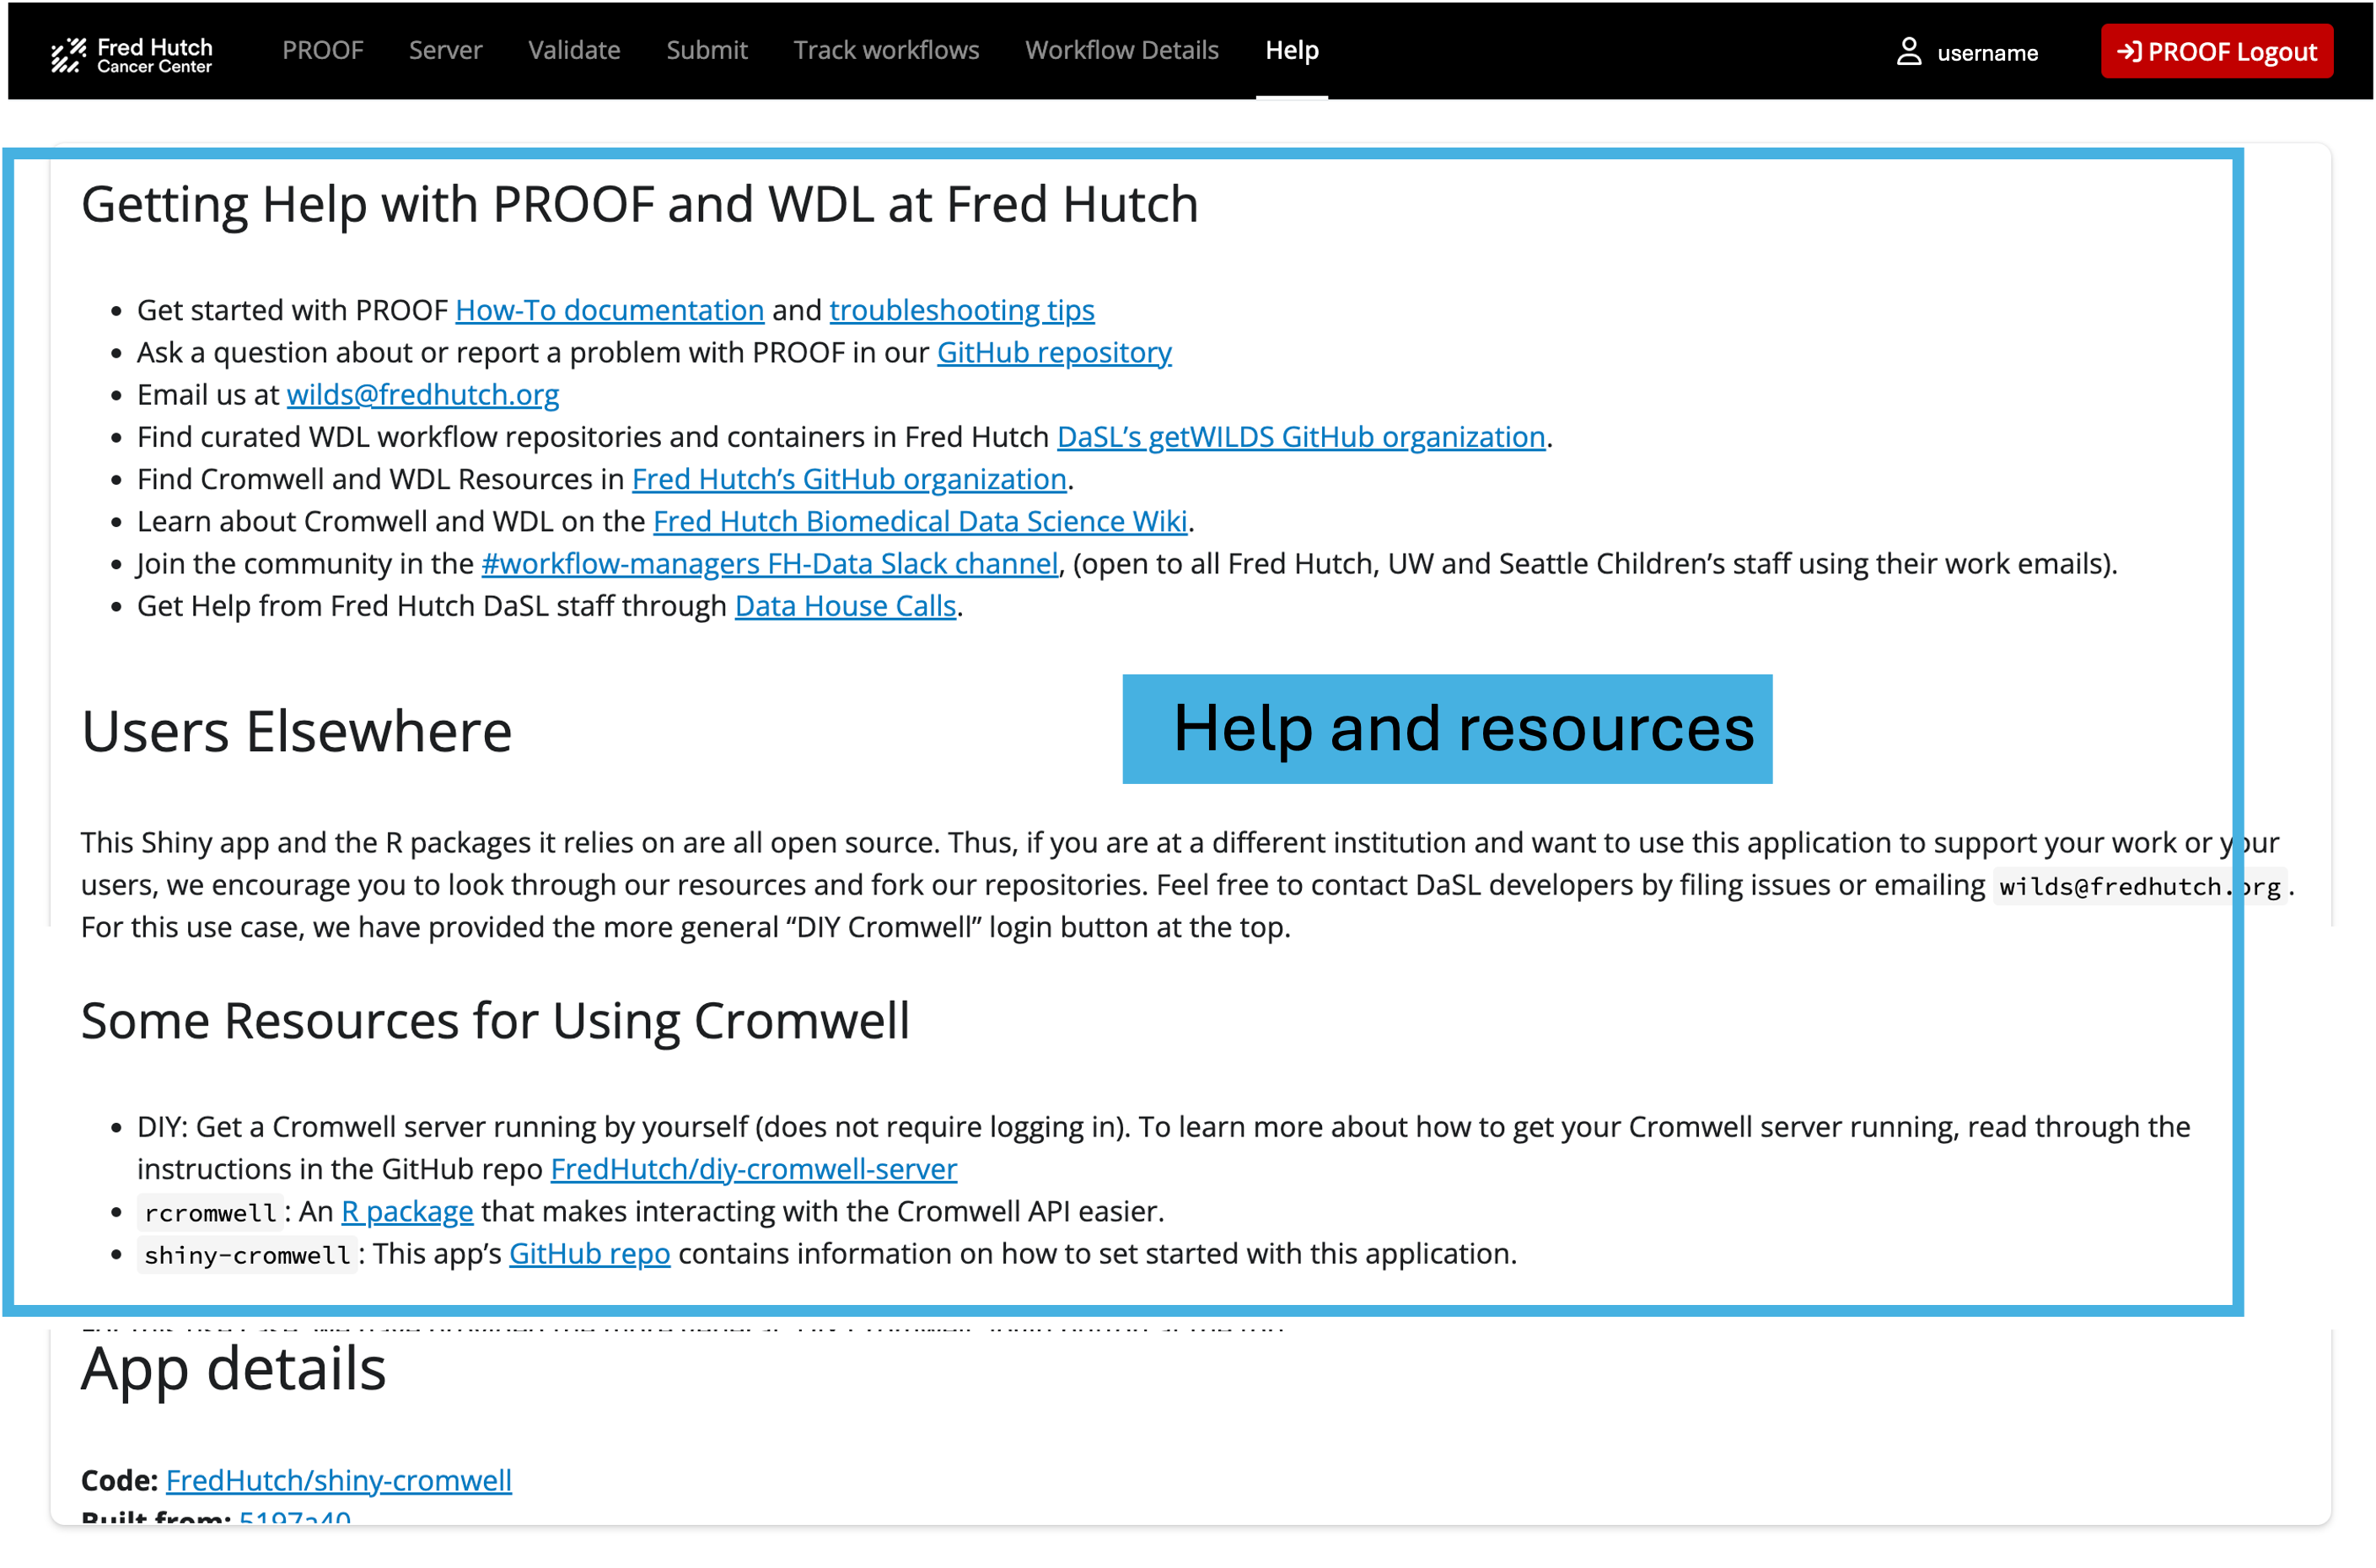 Fred Hutch
Cancer Center
PROOF Server Validate Submit Track workflows Workflow Details Help username PROOF Logout
Getting Help with PROOF and WDL at Fred Hutch
• Get started with PROOF How-To documentation and troubleshooting tips
• Ask a question about or report a problem with PROOF in our GitHub repository
• Email us at wilds@fredhutch.org
• Find curated WDL workflow repositories and containers in Fred Hutch DaSL’s getWILDS GitHub organization.
• Find Cromwell and WDL Resources in Fred Hutch’s GitHub organization.
• Learn about Cromwell and WDL on the Fred Hutch Biomedical Data Science Wiki.
• Join the community in the #workflow-managers FH-Data Slack channel, (open to all Fred Hutch, UW and Seattle Children’s staff using their work emails).
• Get Help from Fred Hutch DaSL staff through Data House Calls.
Users Elsewhere
Help and resources
This Shiny app and the R packages it relies on are all open source. Thus, if you are at a different institution and want to use this application to support your work or your
users, we encourage you to look through our resources and fork our repositories. Feel free to contact DaSL developers by filing issues or emailing wilds@fredhutch.org.
For this use case, we have provided the more general “DIY Cromwell” login button at the top.
Some Resources for Using Cromwell
• DIY: Get a Cromwell server running by yourself (does not require logging in). To learn more about how to get your Cromwell server running, read through the
instructions in the GitHub repo FredHutch/diy-cromwell-server
• rcromwell: An R package that makes interacting with the Cromwell API easier.
• shiny-cromwell: This app’s GitHub repo contains information on how to set started with this application.
App details
Code: FredHutch/shiny-cromwell
Built from: 5197a40